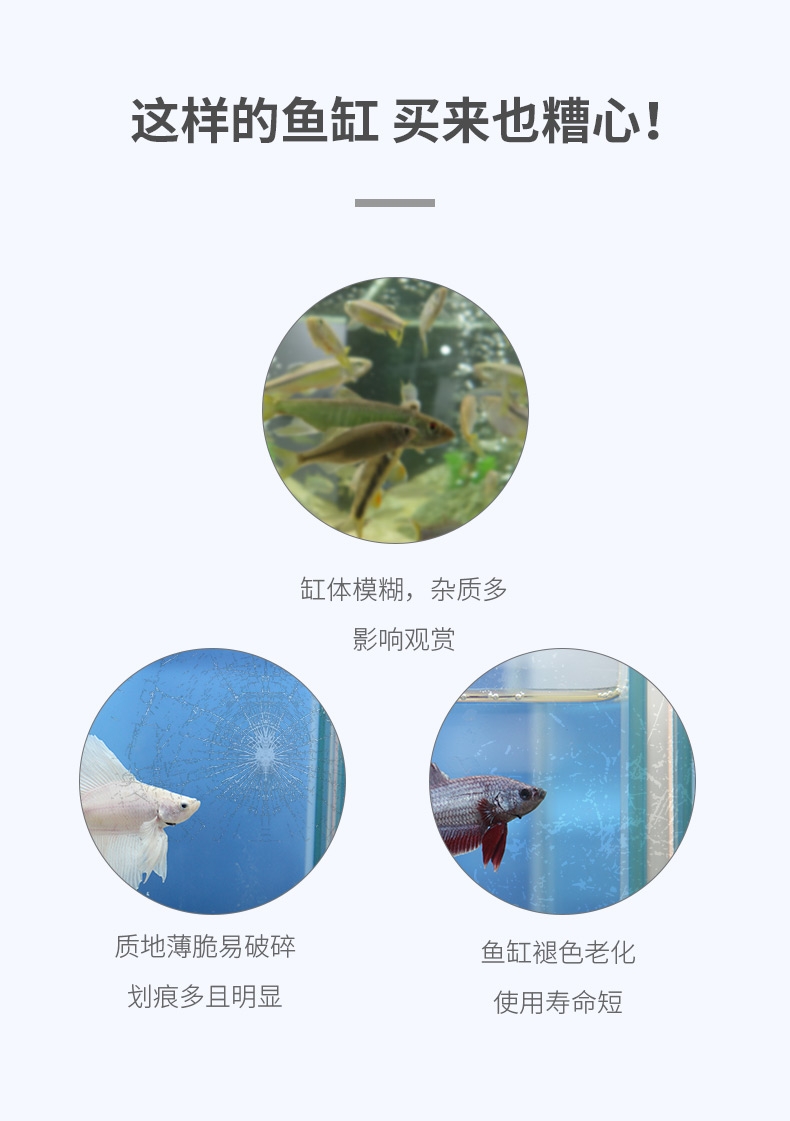 这样的鱼缸 买来也糟心！
缸体模糊，杂质多
影响观赏
质地薄脆易破碎
划痕多且明显
鱼缸褪色老化
使用寿命短